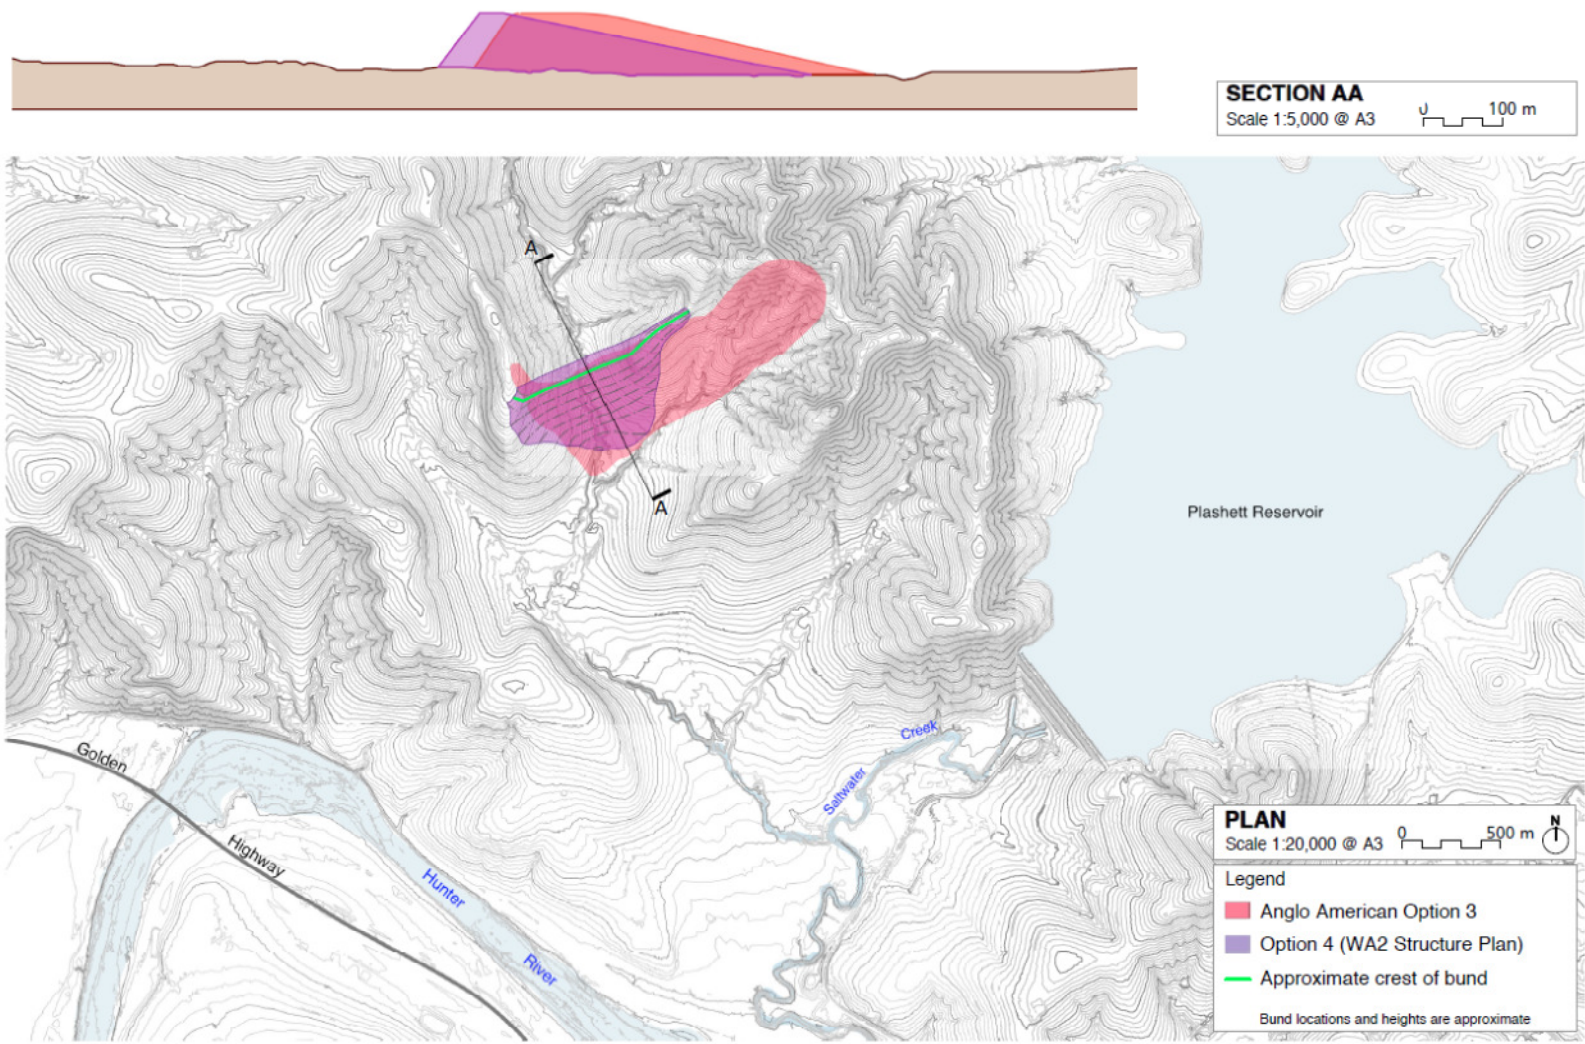 SECTION AA
Scale 1:5,000 @ A3
0 100 m
A
A
Plashett Reservoir
Golden
Highway
Hunter
River
Saltwater
Creek
PLAN
Scale 1:20,000 @ A3
0 500 m
N
Legend
Anglo American Option 3
Option 4 (WA2 Structure Plan)
Approximate crest of bund
Bund locations and heights are approximate